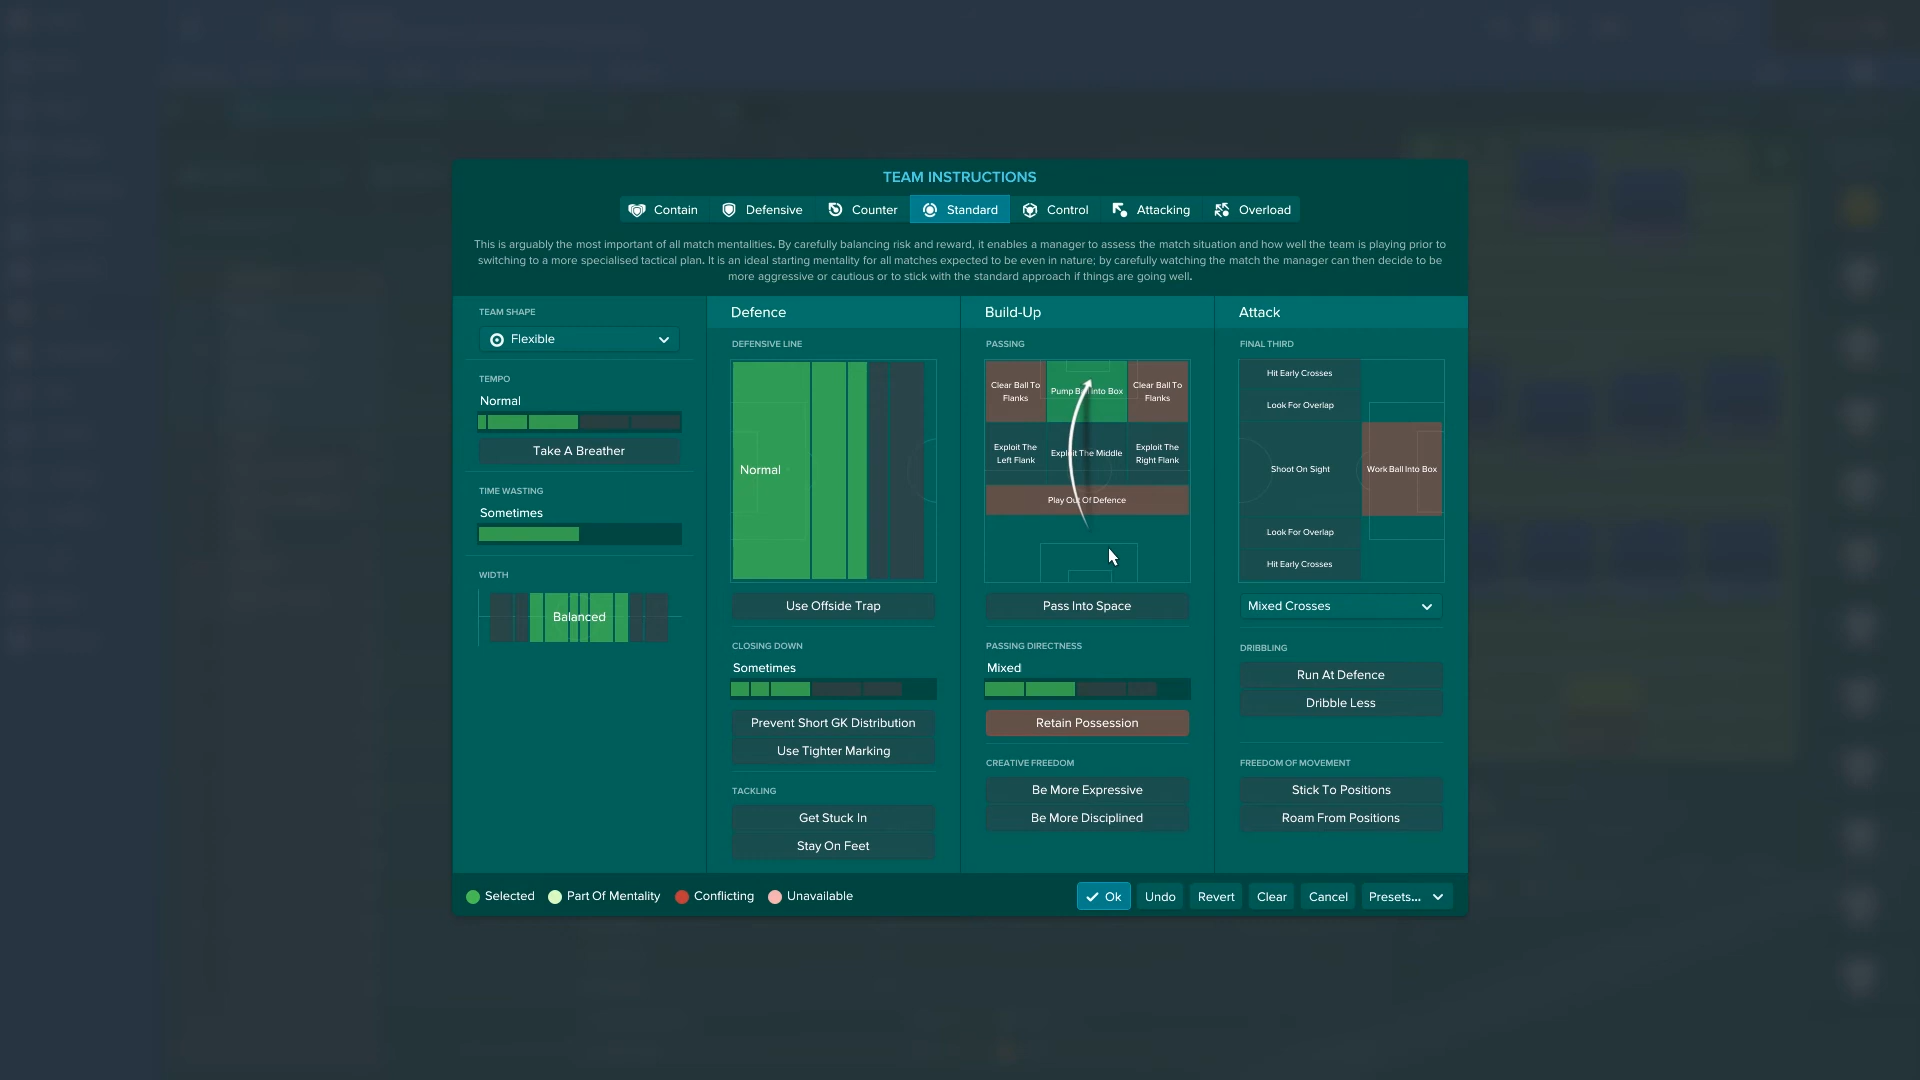 TEAM INSTRUCTIONS
Contain Defensive Counter Standard Control Attacking Overload
This is arguably the most important of all match mentalities. By carefully balancing risk and reward, it enables a manager to assess the match situation and how well the team is playing prior to
switching to a more specialised tactical plan. It is an ideal starting mentality for all matches expected to be even in nature; by carefully watching the match the manager can then decide to be
more aggressive or cautious or to stick with the standard approach if things are going well.
TEAM SHAPE
Flexible
TEMPO
Normal
Take A Breather
TIME WASTING
Sometimes
WIDTH
Balanced
Defence
DEFENSIVE LINE
Normal
Use Offside Trap
CLOSING DOWN
Sometimes
Prevent Short GK Distribution
Use Tighter Marking
TACKLING
Get Stuck In
Stay On Feet
Build-Up
PASSING
Clear Ball To
Flanks
Pump Ball Into Box
Clear Ball To
Flanks
Exploit The
Left Flank
Exploit The Middle
Exploit The
Right Flank
Play Out Of Defence
Pass Into Space
PASSING DIRECTNESS
Mixed
Retain Possession
CREATIVE FREEDOM
Be More Expressive
Be More Disciplined
Attack
FINAL THIRD
Hit Early Crosses
Look For Overlap
Shoot On Sight
Work Ball Into Box
Look For Overlap
Hit Early Crosses
Mixed Crosses
DRIBBLING
Run At Defence
Dribble Less
FREEDOM OF MOVEMENT
Stick To Positions
Roam From Positions
Selected Part Of Mentality Conflicting Unavailable
Ok Undo Revert Clear Cancel Presets...